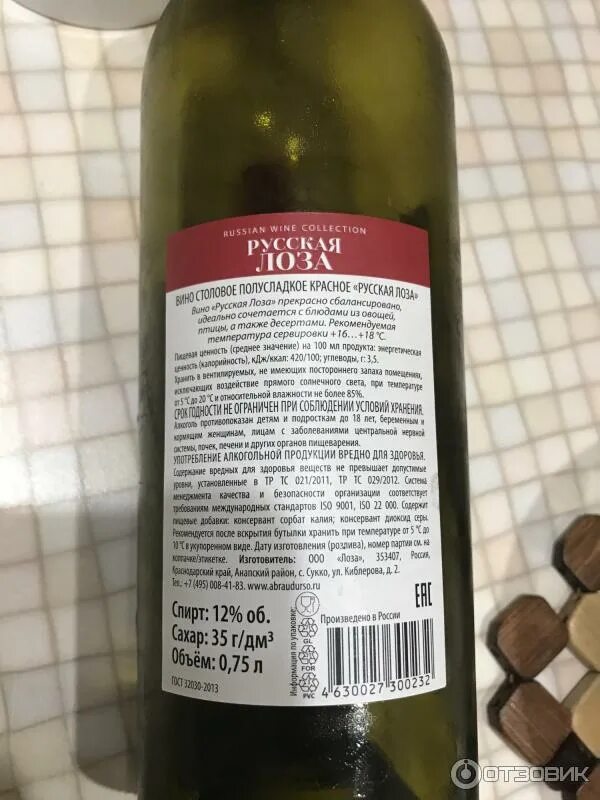 RUSSIAN WINE COLLECTION
РУССКАЯ
ЛОЗА
ВИНО СТОЛОВОЕ ПОЛУСЛАДКОЕ КРАСНОЕ «РУССКАЯ ЛОЗА»
Вино «Русская Лоза» прекрасно сбалансировано,
идеально сочетается с блюдами из овощей,
птицы, а также десертами. Рекомендуемая
температура сервировки +16…+18 °С.
Пищевая ценность (среднее значение) на 100 мл продукта: энергетическая
ценность (калорийность), кДж/ккал: 420/100; углеводы, г: 3,5.
Хранить в вентилируемых, не имеющих постороннего запаха помещениях,
исключающих воздействие прямого солнечного света, при температуре
от 5 °С до 20 °С и относительной влажности не более 85%.
СРОК ГОДНОСТИ НЕ ОГРАНИЧЕН ПРИ СОБЛЮДЕНИИ УСЛОВИЙ ХРАНЕНИЯ.
Алкоголь противопоказан детям и подросткам до 18 лет, беременным и
кормящим женщинам, лицам с заболеваниями центральной нервной
системы, почек, печени и других органов пищеварения.
УПОТРЕБЛЕНИЕ АЛКОГОЛЬНОЙ ПРОДУКЦИИ ВРЕДНО ДЛЯ ЗДОРОВЬЯ.
Содержание вредных для здоровья веществ не превышает допустимые
уровни, установленные в ТР ТС 021/2011, ТР ТС 029/2012. Система
менеджмента качества и безопасности организации соответствует
требованиям международных стандартов ISO 9001, ISO 22 000. Содержит
пищевые добавки: консервант сорбат калия; консервант диоксид серы.
Рекомендуется после вскрытия бутылки хранить при температуре от 5 °С до
10 °С в укупоренном виде. Дату изготовления (розлива), номер партии см. на
колпачке/этикетке. Изготовитель: ООО «Лоза», 353407, Россия,
Краснодарский край, Анапский район, с. Сукко, ул. Киблерова, д. 2.
Тел.: +7 (495) 008-41-83. www.abraudurso.ru
Спирт: 12% об.
Сахар: 35 г/дм³
Объём: 0,75 л
ГОСТ 32030-2013
Информация по упаковке:
GL
FOR
PVC
EAC
Произведено в России
4 630027 300232
ОТЗОВИК